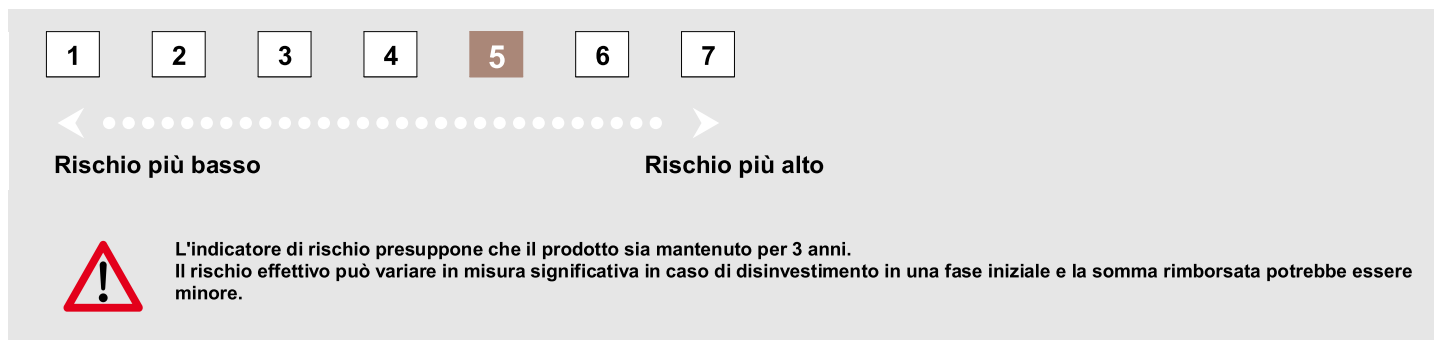 1 2 3 4 5 6 7
Rischio più basso Rischio più alto
L'indicatore di rischio presuppone che il prodotto sia mantenuto per 3 anni.
Il rischio effettivo può variare in misura significativa in caso di disinvestimento in una fase iniziale e la somma rimborsata potrebbe essere
minore.